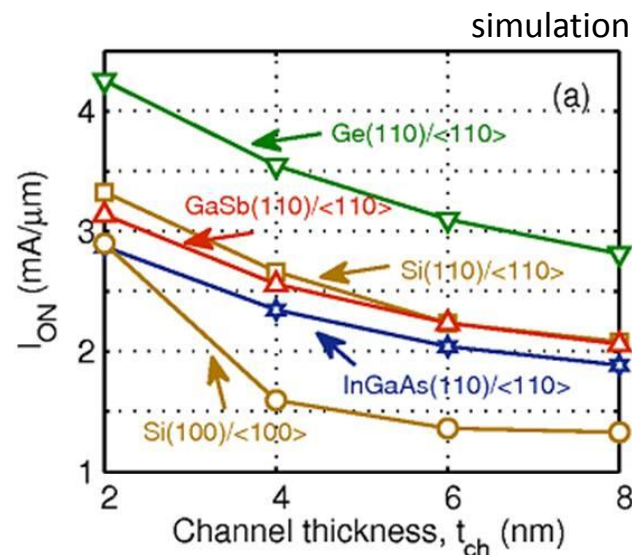 simulation
(a)
4
3
2
1
I_ON (mA/μm)
Ge(110)/<110>
GaSb(110)/<110>
Si(110)/<110>
InGaAs(110)/<110>
Si(100)/<100>
2 4 6 8
Channel thickness, t_ch (nm)